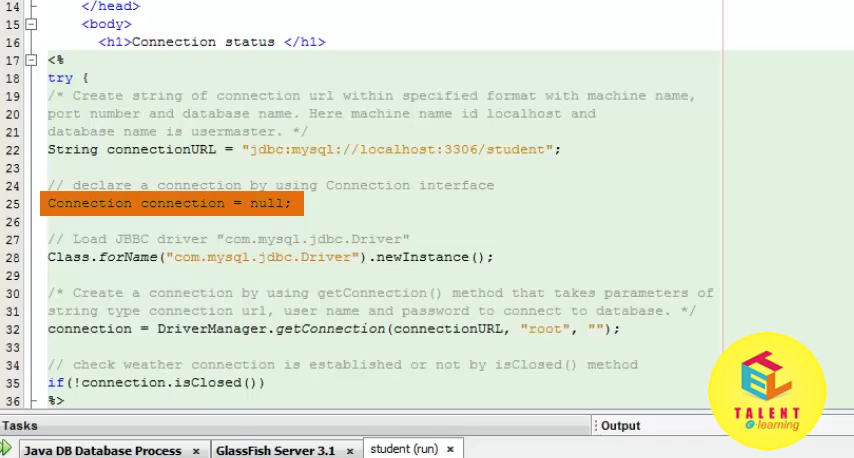 14 </head>
15 <body>
16 <h1>Connection status </h1>
17 <%
18 try {
19 /* Create string of connection url within specified format with machine name,
20 port number and database name. Here machine name id localhost and
21 database name is usermaster. */
22 String connectionURL = "jdbc:mysql://localhost:3306/student";
23
24 // declare a connection by using Connection interface
25 Connection connection = null;
26
27 // Load JBBC driver "com.mysql.jdbc.Driver"
28 Class.forName("com.mysql.jdbc.Driver").newInstance();
29
30 /* Create a connection by using getConnection() method that takes parameters of
31 string type connection url, user name and password to connect to database. */
32 connection = DriverManager.getConnection(connectionURL, "root", "");
33
34 // check weather connection is established or not by isClosed() method
35 if(!connection.isClosed())
36 %>
TEL
TALENT
e-learning
Tasks
Output
Java DB Database Process × GlassFish Server 3.1 × student (run) ×